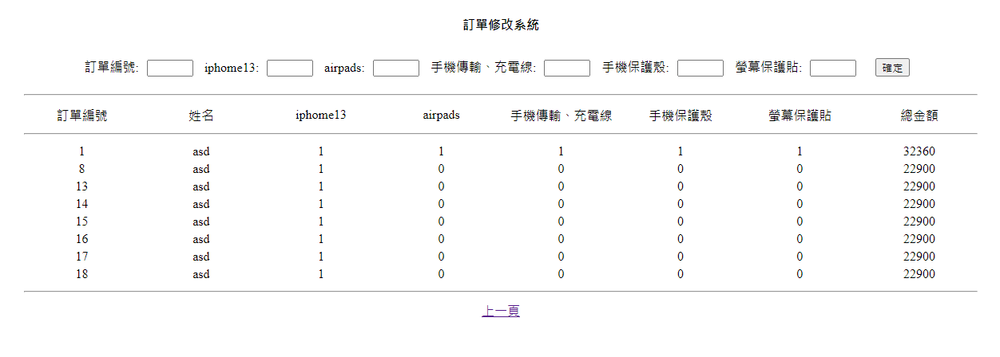 訂單修改系統
訂單編號: iphome13: airpads: 手機傳輸、充電線: 手機保護殼: 螢幕保護貼: 確定
訂單編號 姓名 iphome13 airpads 手機傳輸、充電線 手機保護殼 螢幕保護貼 總金額
1 asd 1 1 1 1 1 32360
8 asd 1 0 0 0 0 22900
13 asd 1 0 0 0 0 22900
14 asd 1 0 0 0 0 22900
15 asd 1 0 0 0 0 22900
16 asd 1 0 0 0 0 22900
17 asd 1 0 0 0 0 22900
18 asd 1 0 0 0 0 22900
上一頁